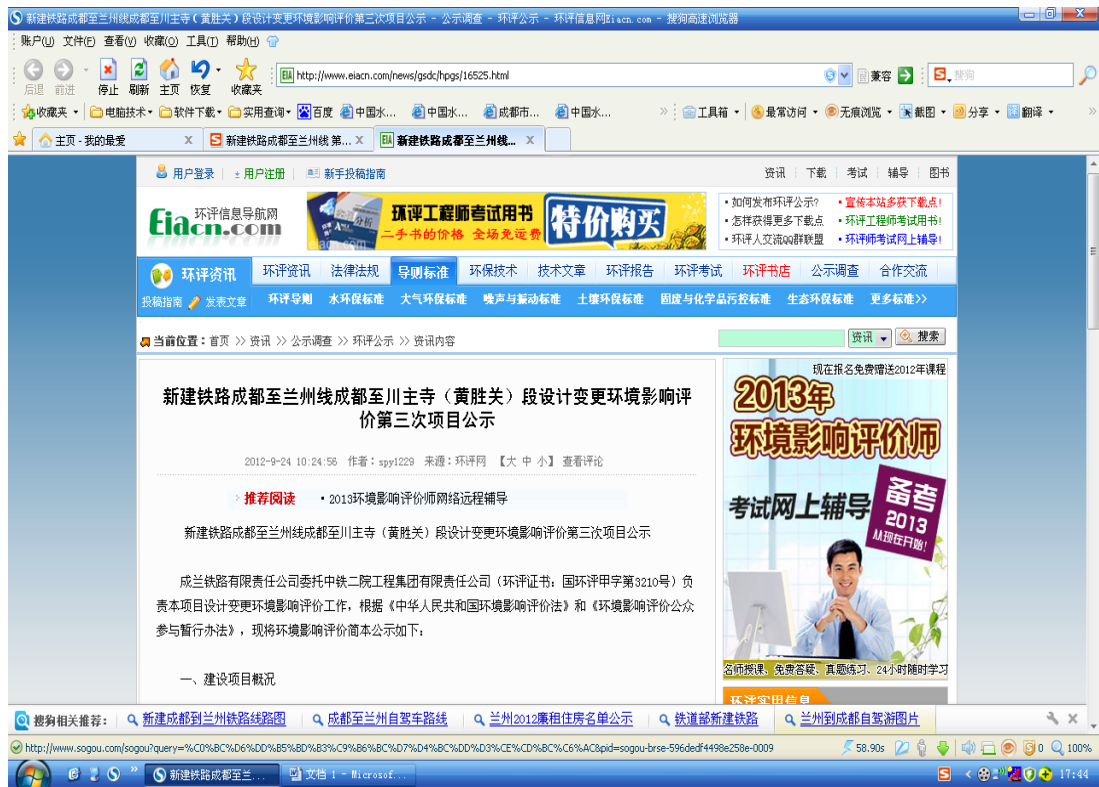 新建铁路成都至兰州线成都至川主寺(黄胜关)段设计变更环境影响评价第三次项目公示 - 公示调查 - 环评公示 - 环评信息网Eiacn.com - 搜狗高速浏览器
账户(U) 文件(F) 查看(V) 收藏(O) 工具(T) 帮助(H)
后退 前进 停止 刷新 主页 恢复 收藏夹 http://www.eiacn.com/news/gsdc/hpgs/16525.html 兼容 搜狗
收藏夹 电脑技术 软件下载 实用查询 百度 中国水... 中国水... 成都市... 中国水... 工具箱 最常访问 无痕浏览 截图 分享 翻译
主页 - 我的最爱 新建铁路成都至兰州线 第... 新建铁路成都至兰州线...
用户登录 用户注册 新手投稿指南 资讯 下载 考试 辅导 图书
Eiacn.com 环评信息导航网
环评工程师考试用书
二手书的价格 全场免运费
特价购买
·如何发布环评公示? ·宣传本站多获下载点!
·怎样获得更多下载点 ·环评工程师考试用书!
·环评人交流QQ群联盟 ·环评师考试网上辅导!
环评资讯 环评资讯 法律法规 导则标准 环保技术 技术文章 环评报告 环评考试 环评书店 公示调查 合作交流
投稿指南 发表文章 环评导则 水环保标准 大气环保标准 噪声与振动标准 土壤环保标准 固废与化学品污控标准 生态环保标准 更多标准>>
当前位置：首页 >> 资讯 >> 公示调查 >> 环评公示 >> 资讯内容 资讯 搜索
新建铁路成都至兰州线成都至川主寺（黄胜关）段设计变更环境影响评
价第三次项目公示
2012-9-24 10:24:56 作者：spy1229 来源：环评网 【大 中 小】 查看评论
推荐阅读 ·2013环境影响评价师网络远程辅导
新建铁路成都至兰州线成都至川主寺（黄胜关）段设计变更环境影响评价第三次项目公示
成兰铁路有限责任公司委托中铁二院工程集团有限责任公司（环评证书：国环评甲字第3210号）负
责本项目设计变更环境影响评价工作，根据《中华人民共和国环境影响评价法》和《环境影响评价公众
参与暂行办法》，现将环境影响评价简本公示如下：
一、建设项目概况
现在报名免费赠送2012年课程
2013年
环境影响评价师
考试网上辅导
备考
2013
从现在开始!
名师授课、免费答疑、真题练习、24小时随时学习
环评实用信息
搜狗相关推荐： 新建成都到兰州铁路线路图 成都至兰州自驾车路线 兰州2012廉租住房名单公示 铁道部新建铁路 兰州到成都自驾游图片
http://www.sogou.com/sogou?query=%C0%BC%D6%DD%B5%BD%B3%C9%B6%BC%D7%D4%BC%DD%D3%CE%CD%BC%C6%AC&pid=sogou-brse-596dedf4498e258e-0009 58.90s 0 100%
新建铁路成都至兰... 文档 1 - Microsof... 17:44